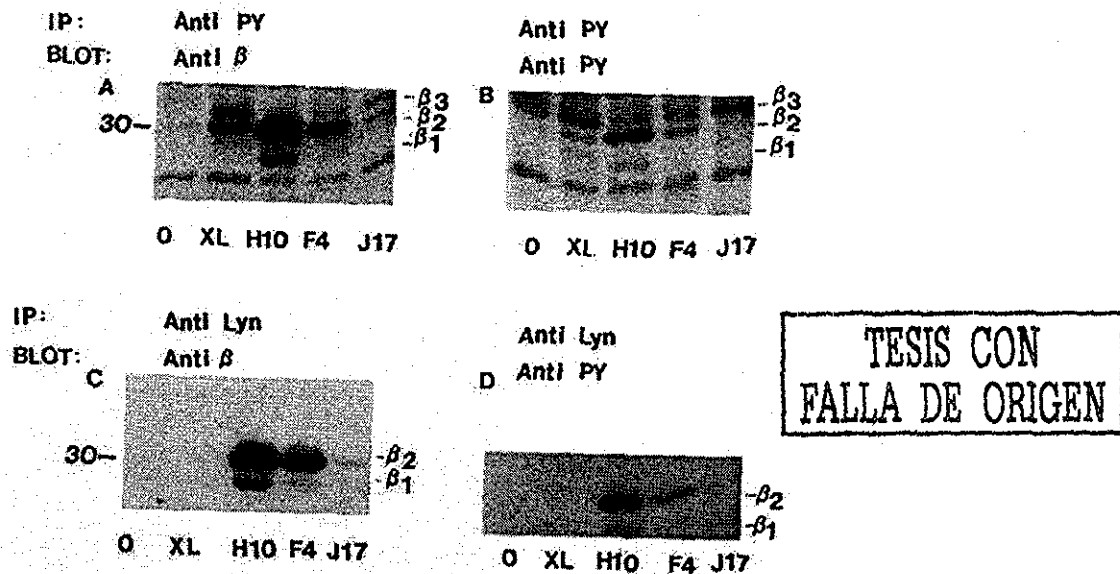 IP: Anti PY
BLOT: Anti β
A
30–
-β3
-β2
-β1
O XL H10 F4 J17
Anti PY
Anti PY
B
-β3
-β2
-β1
O XL H10 F4 J17
IP: Anti Lyn
BLOT: Anti β
C
30–
-β2
-β1
O XL H10 F4 J17
Anti Lyn
D Anti PY
-β2
-β1
O XL H10 F4 J17
TESIS CON
FALLA DE ORIGEN